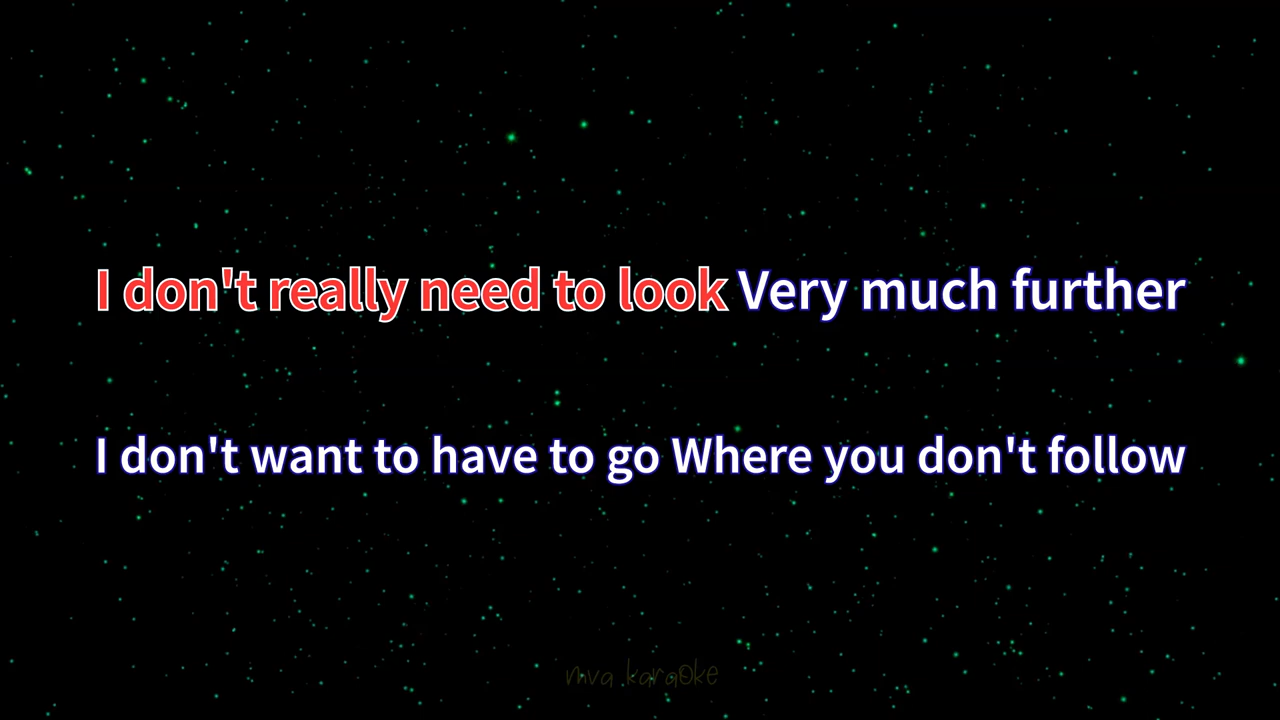 I don't really need to look Very much further
I don't want to have to go Where you don't follow
mva karaoke